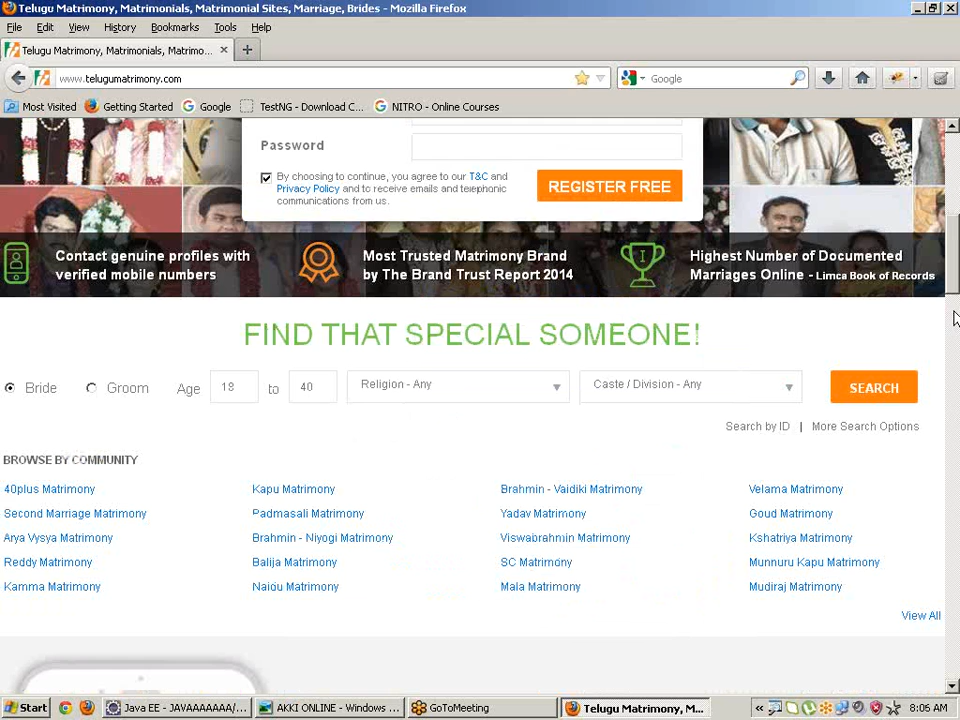 Telugu Matrimony, Matrimonials, Matrimonial Sites, Marriage, Brides - Mozilla Firefox
File Edit View History Bookmarks Tools Help
Telugu Matrimony, Matrimonials, Matrimo...
www.telugumatrimony.com Google
Most Visited Getting Started Google TestNG - Download C... NITRO - Online Courses
Password
By choosing to continue, you agree to our T&C and
Privacy Policy and to receive emails and telephonic
communications from us.
REGISTER FREE
Contact genuine profiles with
verified mobile numbers
Most Trusted Matrimony Brand
by The Brand Trust Report 2014
Highest Number of Documented
Marriages Online - Limca Book of Records
FIND THAT SPECIAL SOMEONE!
Bride Groom Age 18 to 40 Religion - Any Caste / Division - Any SEARCH
Search by ID | More Search Options
BROWSE BY COMMUNITY
40plus Matrimony Kapu Matrimony Brahmin - Vaidiki Matrimony Velama Matrimony
Second Marriage Matrimony Padmasali Matrimony Yadav Matrimony Goud Matrimony
Arya Vysya Matrimony Brahmin - Niyogi Matrimony Viswabrahmin Matrimony Kshatriya Matrimony
Reddy Matrimony Balija Matrimony SC Matrimony Munnuru Kapu Matrimony
Kamma Matrimony Naidu Matrimony Mala Matrimony Mudiraj Matrimony
View All
Start Java EE - JAVAAAAAA/... AKKI ONLINE - Windows ... GoToMeeting Telugu Matrimony, M... « 8:06 AM